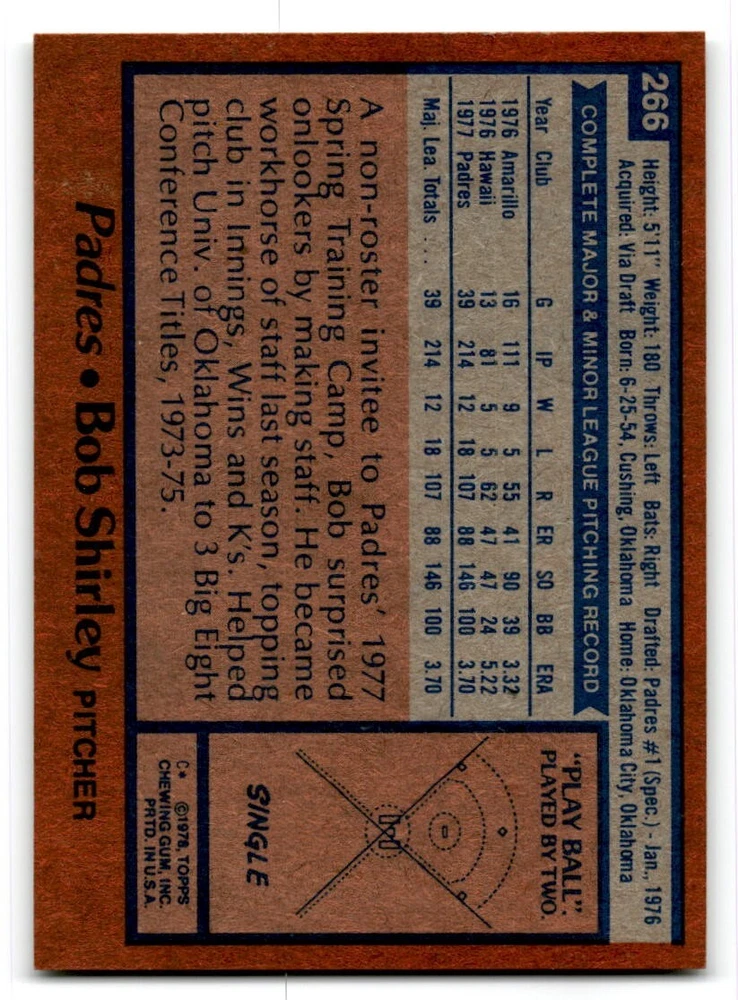 266
Height: 5'11" Weight: 180 Throws: Left Bats: Right Drafted: Padres #1 (Spec.) - Jan., 1976
Acquired: Via Draft Born: 6-25-54, Cushing, Oklahoma Home: Oklahoma City, Oklahoma
COMPLETE MAJOR & MINOR LEAGUE PITCHING RECORD
Year Club G IP W L R ER SO BB ERA
1976 Amarillo 16 111 9 5 55 41 90 39 3.32
1976 Hawaii 13 81 5 5 62 47 47 24 5.22
1977 Padres 39 214 12 18 107 88 146 100 3.70
Maj. Lea. Totals .... 39 214 12 18 107 88 146 100 3.70
A non-roster invitee to Padres' 1977
Spring Training Camp, Bob surprised
onlookers by making staff. He became
workhorse of staff last season, topping
club in Innings, Wins and K's. Helped
pitch Univ. of Oklahoma to 3 Big Eight
Conference Titles, 1973-75.
"PLAY BALL".
PLAYED BY TWO.
SINGLE
C* ©1978, TOPPS
CHEWING GUM, INC.
PRTD. IN U.S.A.
Padres • Bob Shirley PITCHER